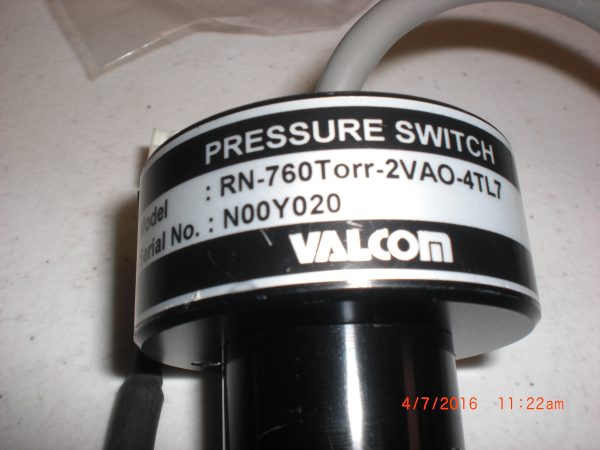 PRESSURE SWITCH
Model : RN-760Torr-2VAO-4TL7
Serial No. : N00Y020
VALCOM
4/7/2016 11:22am